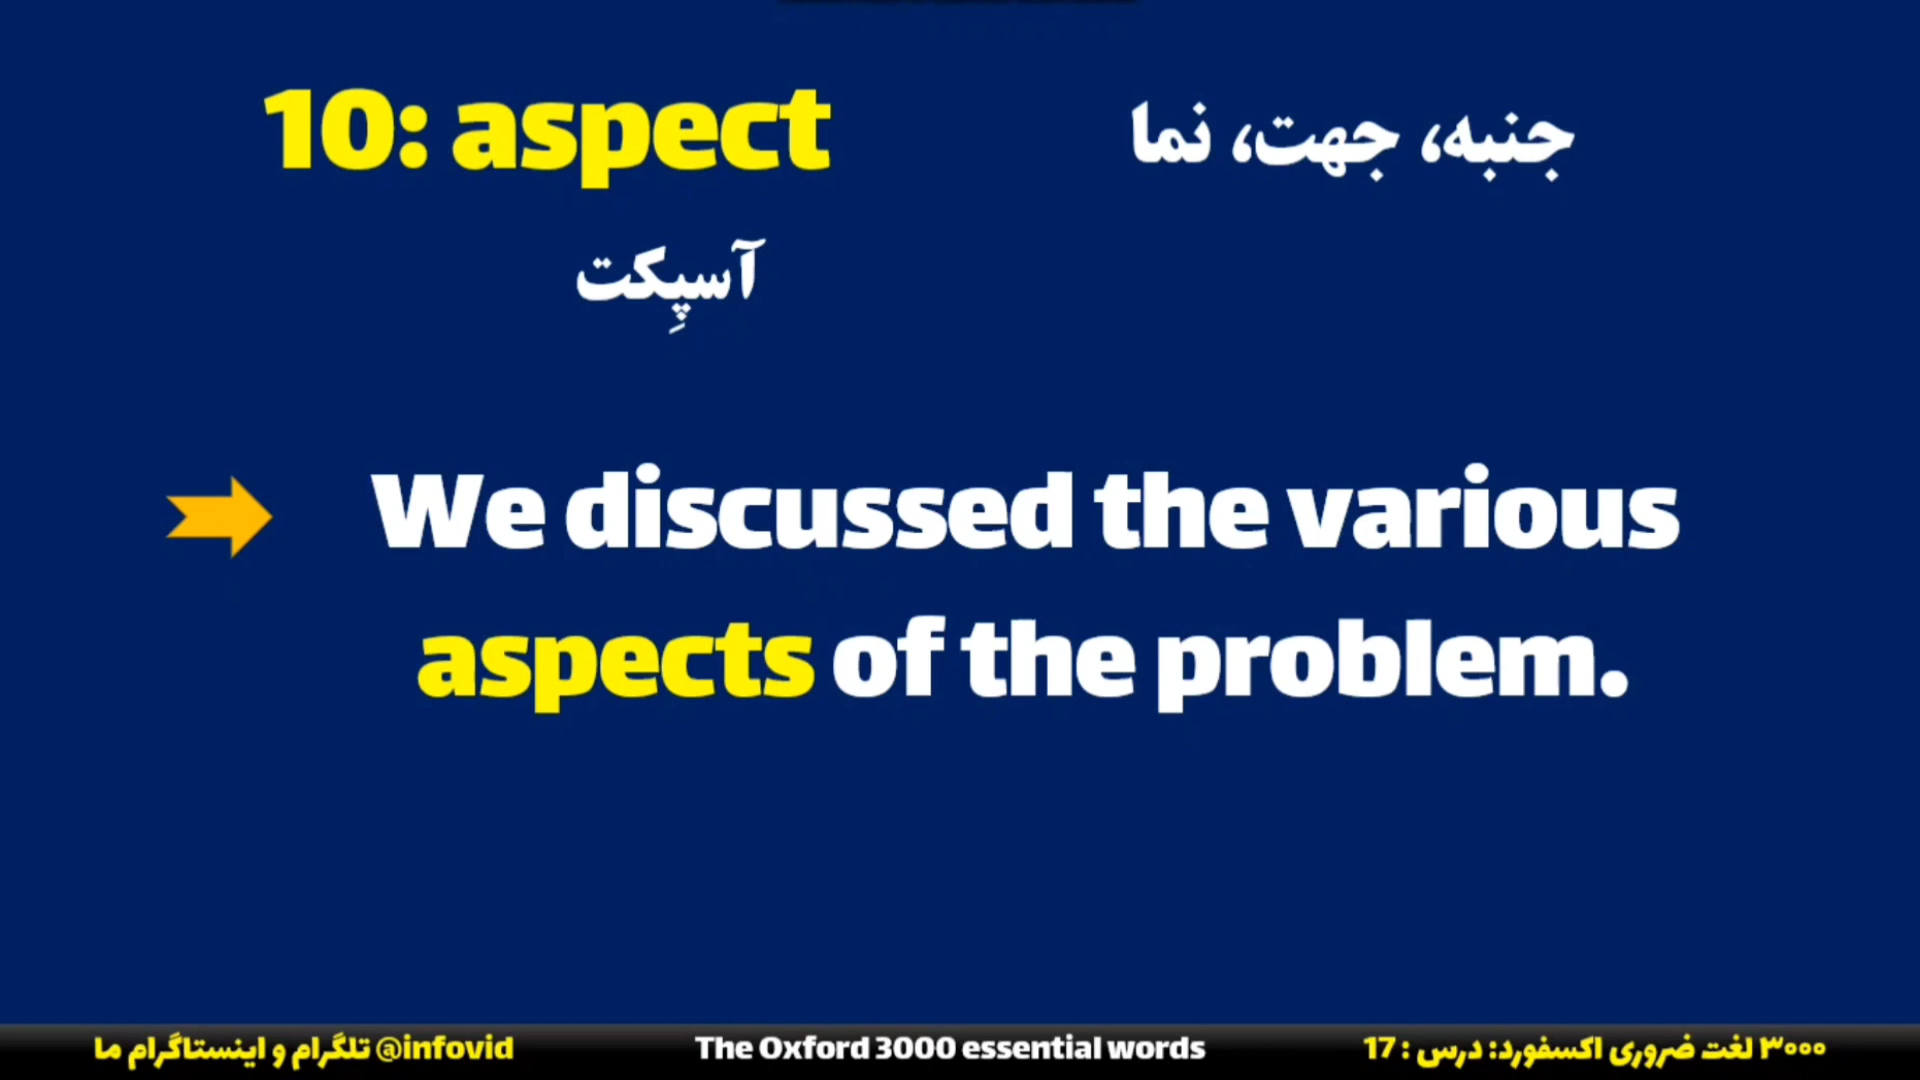 10: aspect
جنبه، جهت، نما
آسپِکت
We discussed the various
aspects of the problem.
@infovid تلگرام و اینستاگرام ما
The Oxford 3000 essential words
۳۰۰۰ لغت ضروری اکسفورد: درس : 17